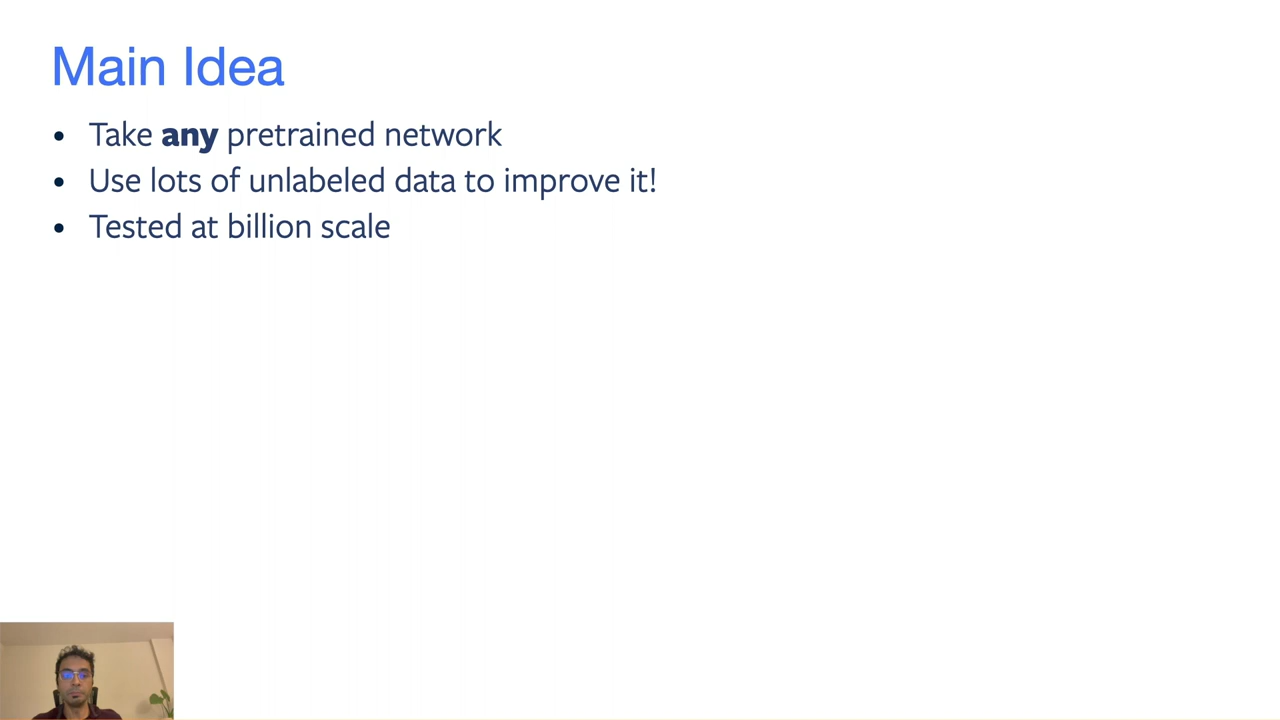 Main Idea
• Take any pretrained network
• Use lots of unlabeled data to improve it!
• Tested at billion scale